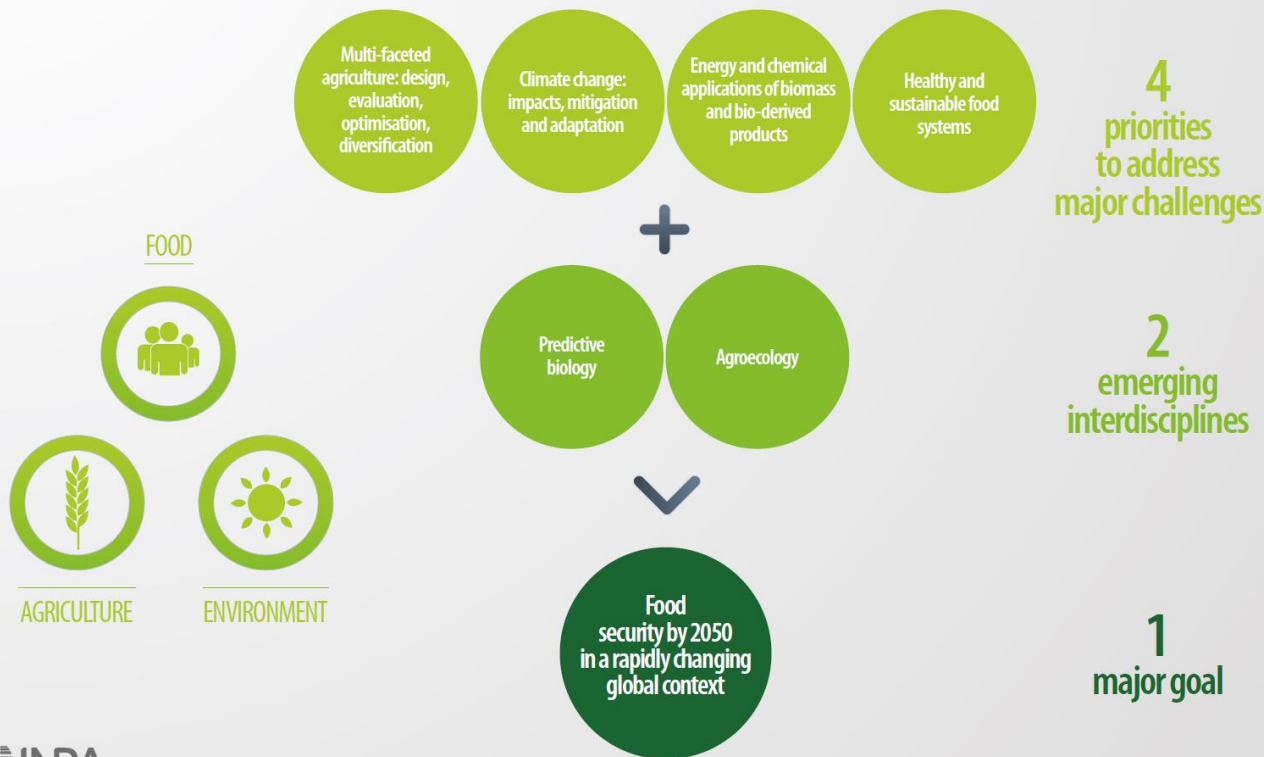 Multi-faceted
agriculture: design,
evaluation,
optimisation,
diversification
Climate change:
impacts, mitigation
and adaptation
Energy and chemical
applications of biomass
and bio-derived
products
Healthy and
sustainable food
systems
4
priorities
to address
major challenges
FOOD
AGRICULTURE
ENVIRONMENT
Predictive
biology
Agroecology
2
emerging
interdisciplines
Food
security by 2050
in a rapidly changing
global context
1
major goal